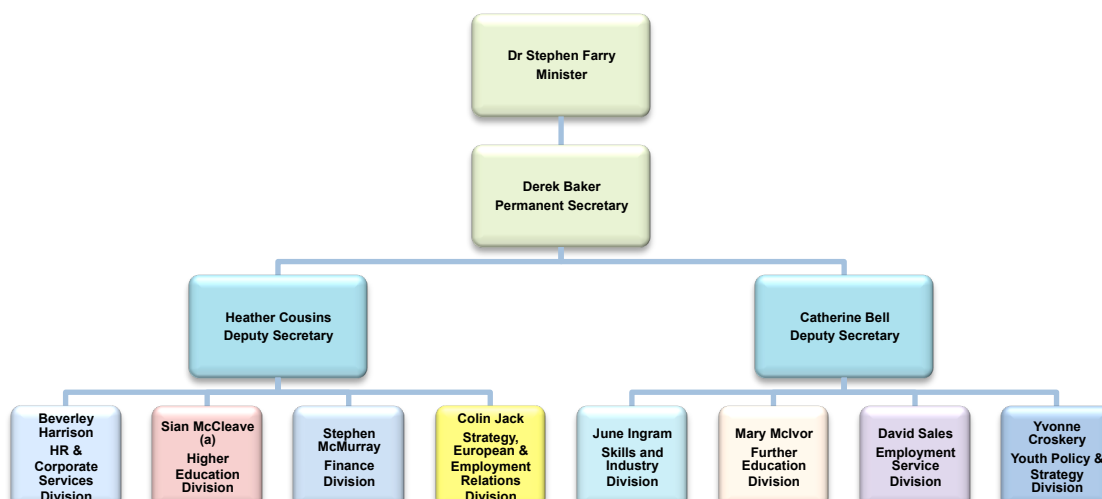 Dr Stephen Farry
Minister
Derek Baker
Permanent Secretary
Heather Cousins
Deputy Secretary
Catherine Bell
Deputy Secretary
Beverley
Harrison
HR &
Corporate
Services
Division
Sian McCleave
(a)
Higher
Education
Division
Stephen
McMurray
Finance
Division
Colin Jack
Strategy,
European &
Employment
Relations
Division
June Ingram
Skills and
Industry
Division
Mary McIvor
Further
Education
Division
David Sales
Employment
Service
Division
Yvonne
Croskery
Youth Policy &
Strategy
Division